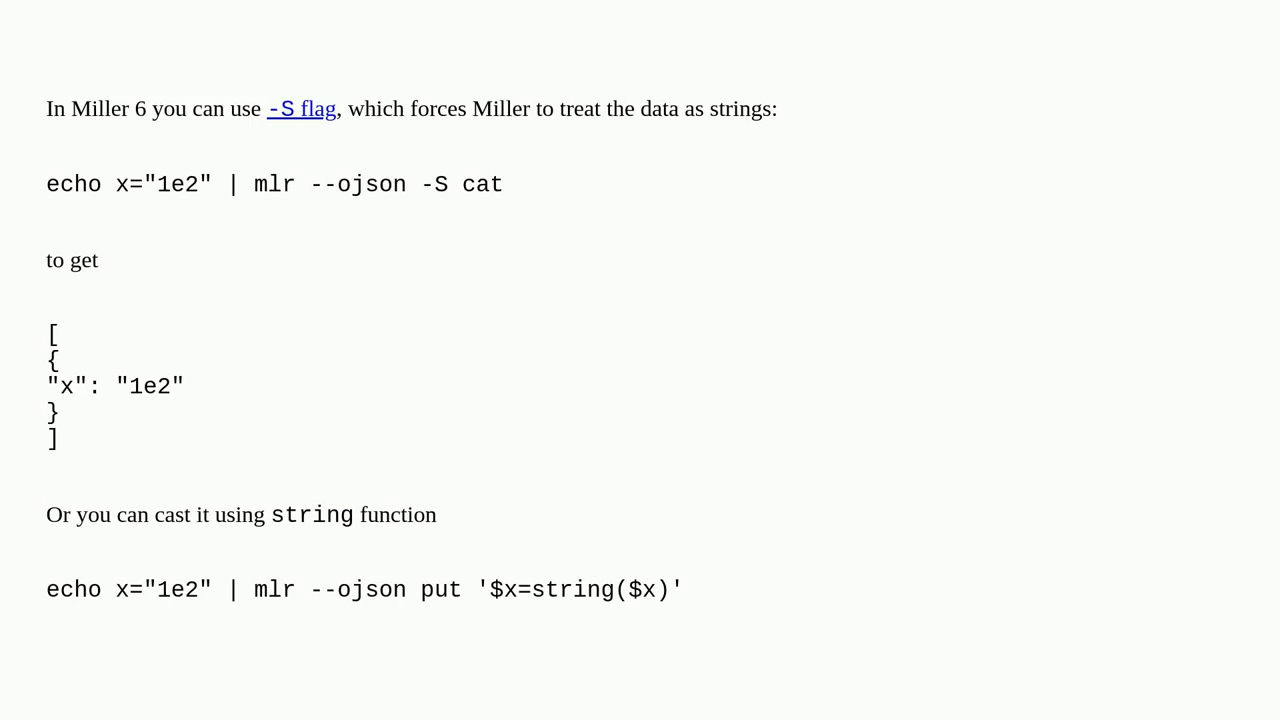 In Miller 6 you can use -S flag, which forces Miller to treat the data as strings:
echo x="1e2" | mlr --ojson -S cat
to get
[
{
"x": "1e2"
}
]
Or you can cast it using string function
echo x="1e2" | mlr --ojson put '$x=string($x)'